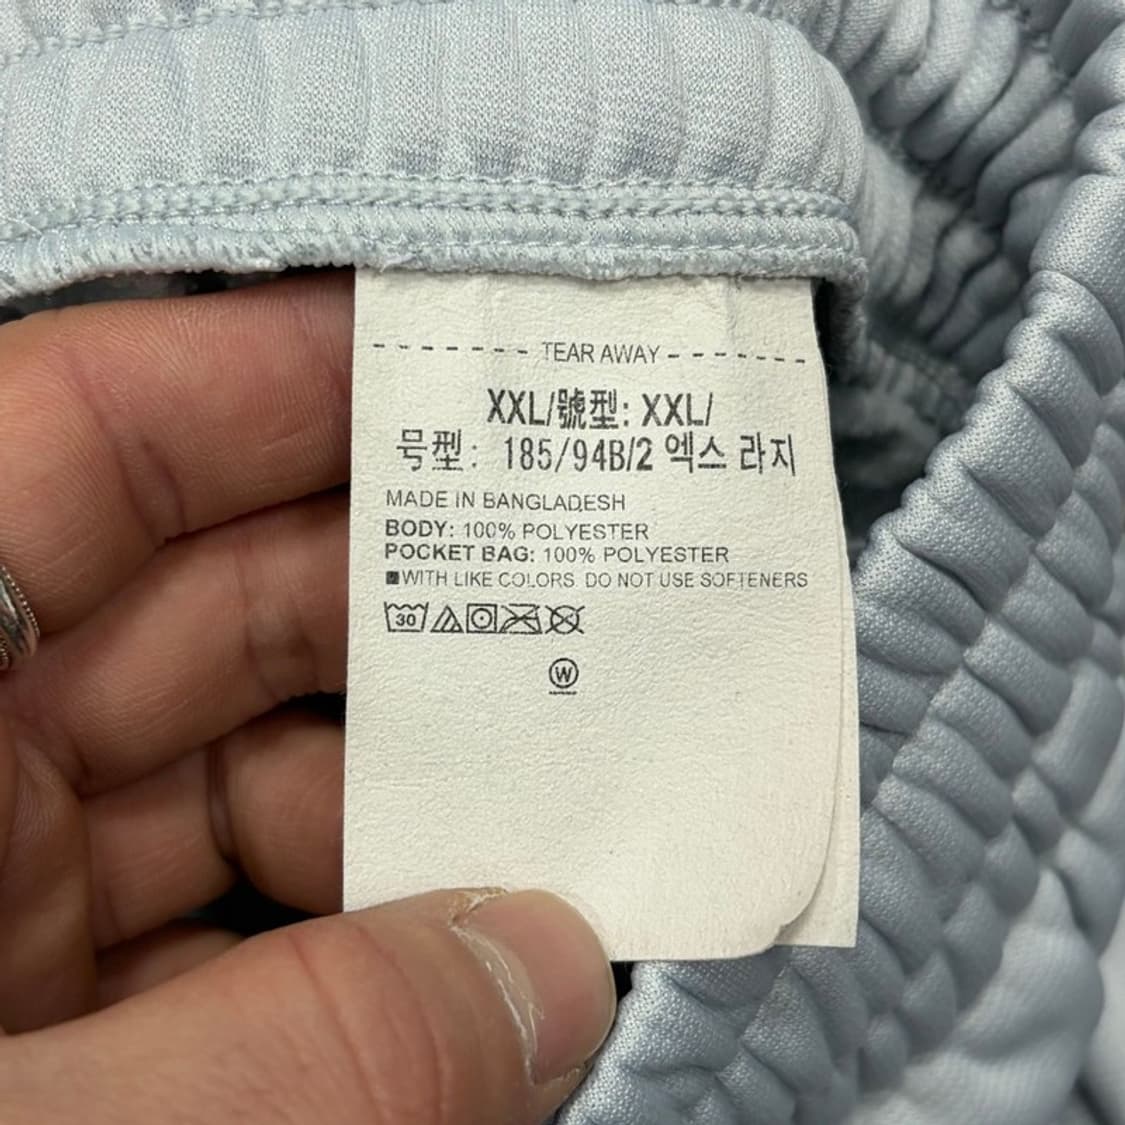 TEAR AWAY
XXL/號型: XXL/
号型: 185/94B/2 엑스 라지
MADE IN BANGLADESH
BODY: 100% POLYESTER
POCKET BAG: 100% POLYESTER
WITH LIKE COLORS DO NOT USE SOFTENERS
30
W